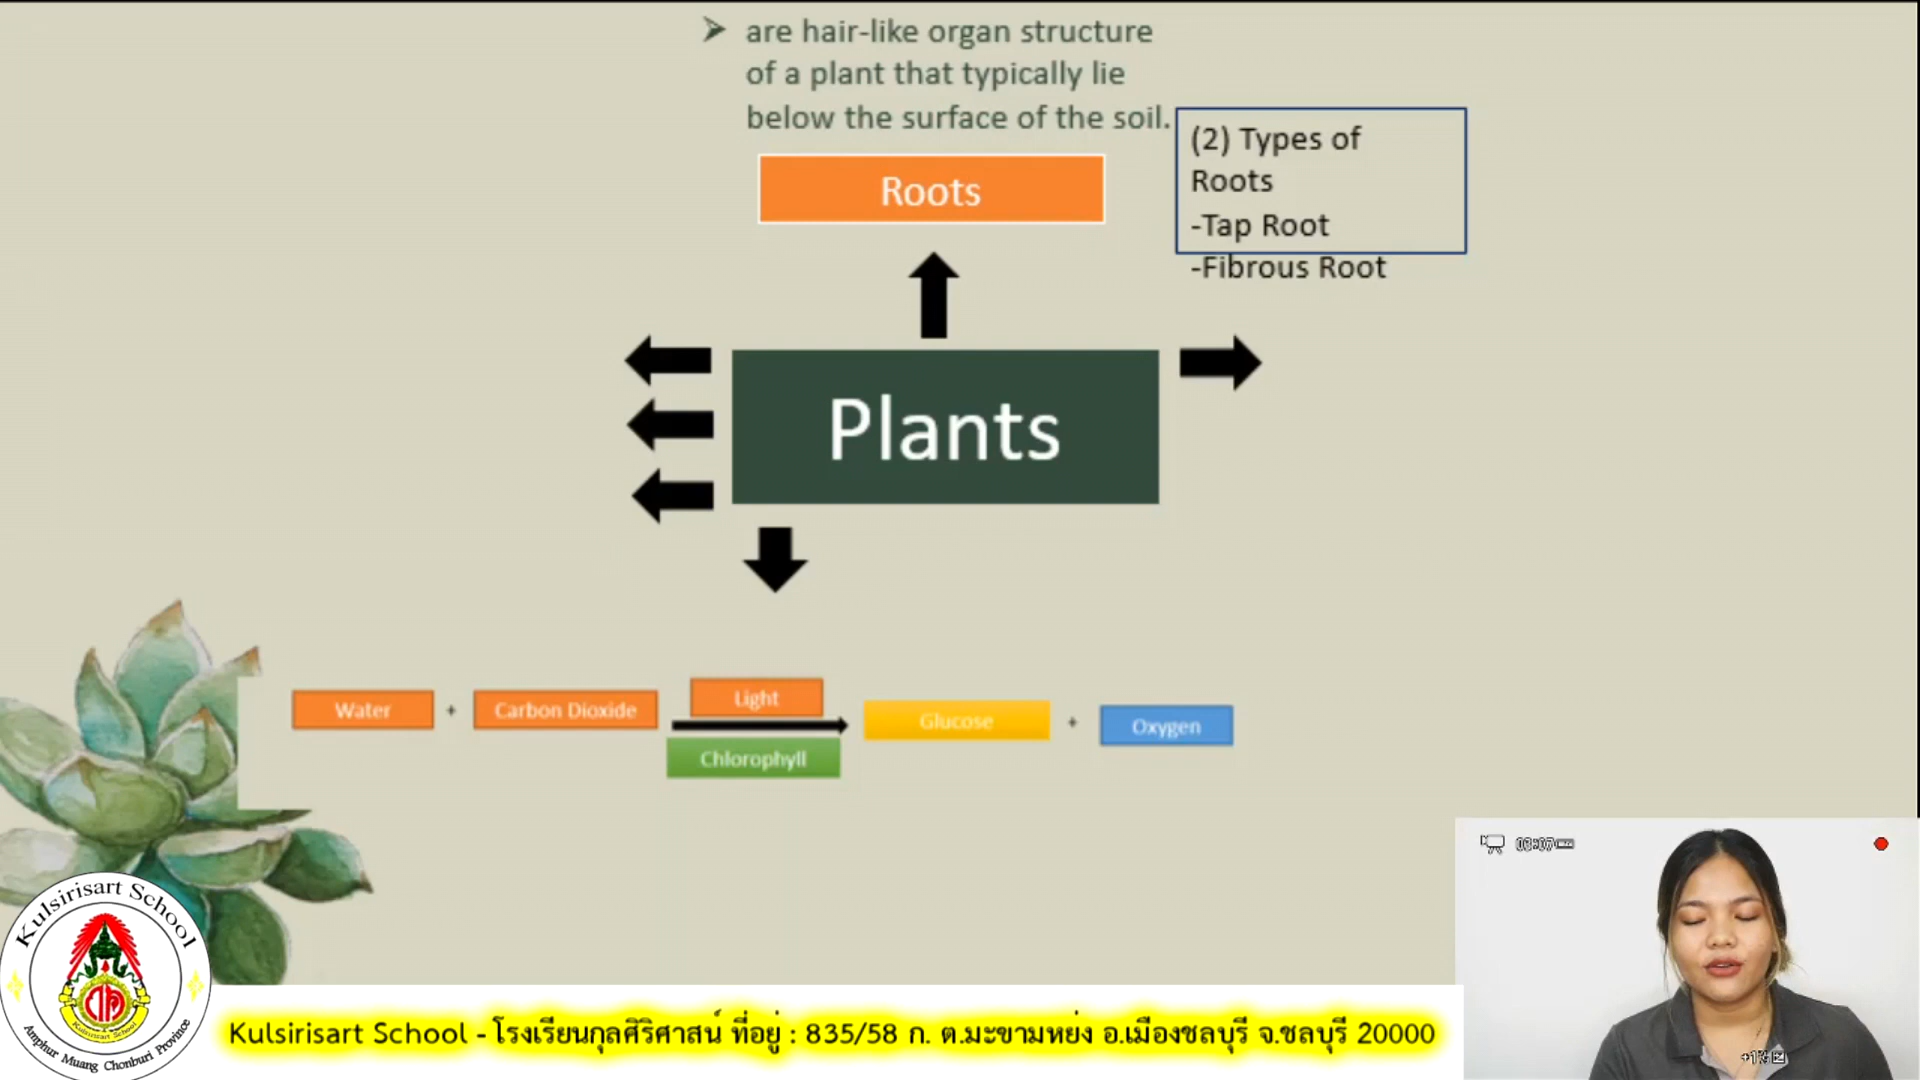 ➤ are hair-like organ structure
of a plant that typically lie
below the surface of the soil.
(2) Types of
Roots
-Tap Root
-Fibrous Root
Roots
Plants
Water + Carbon Dioxide
Light
Chlorophyll
Glucose + Oxygen
Kulsirisart School
Kulsirisart School
Amphur Muang Chonburi Province
Kulsirisart School - โรงเรียนกุลศิริศาสน์ ที่อยู่ : 835/58 ก. ต.มะขามหย่ง อ.เมืองชลบุรี จ.ชลบุรี 20000